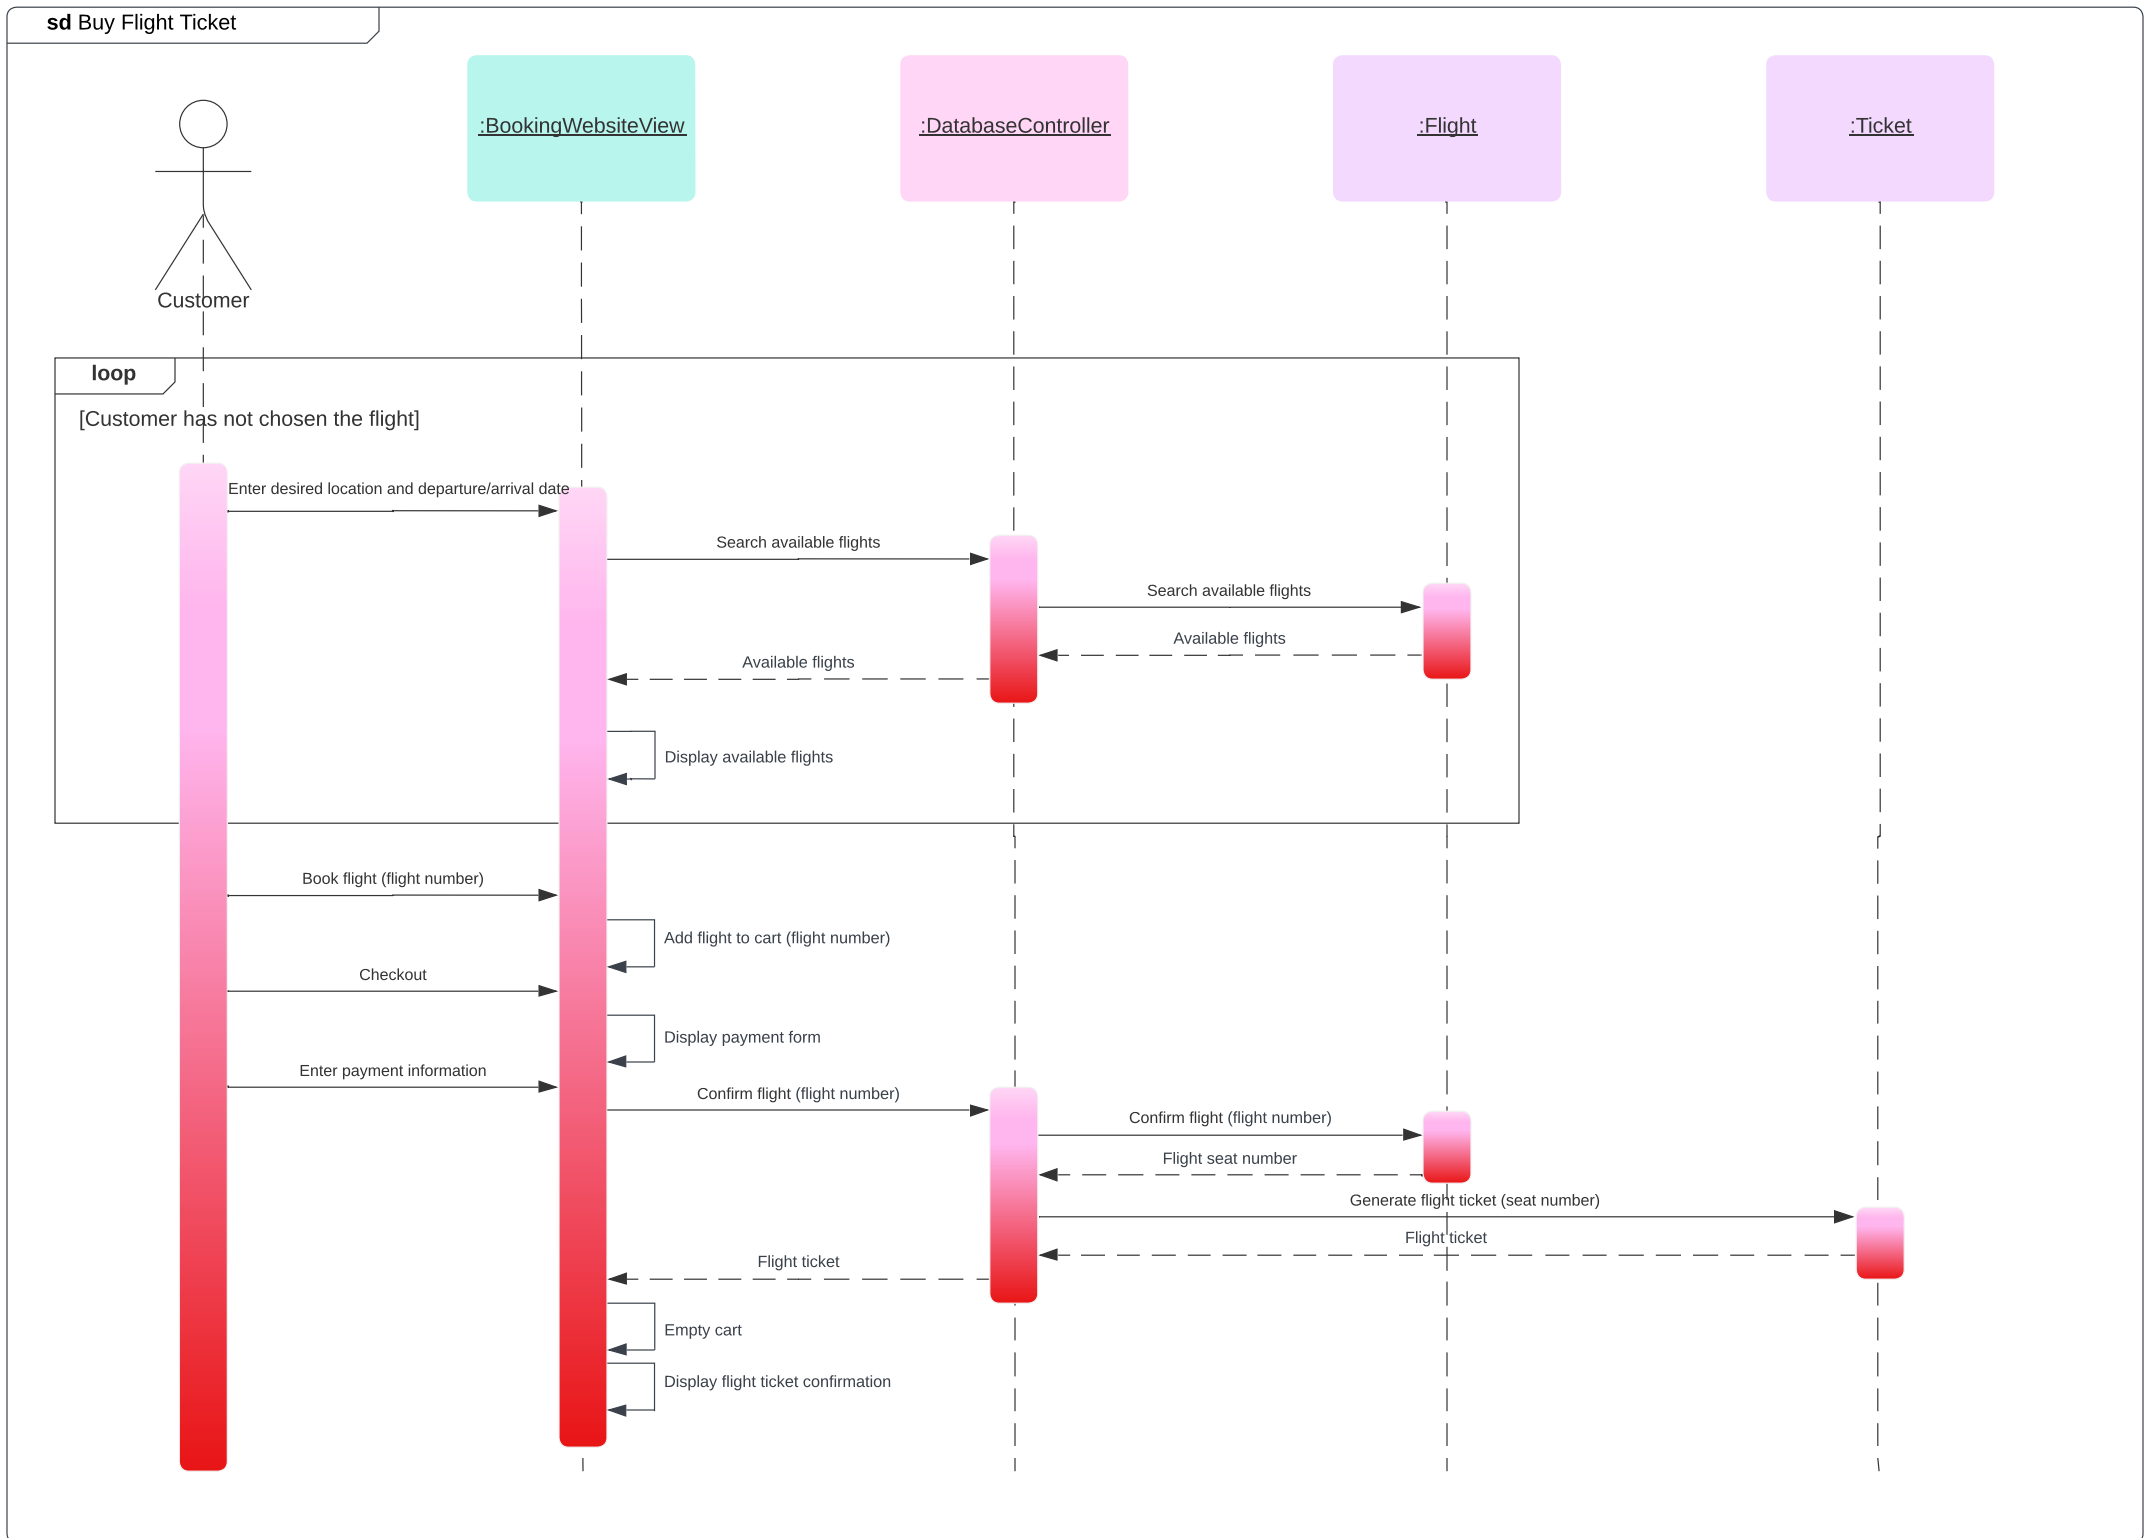 sd Buy Flight Ticket
:BookingWebsiteView
:DatabaseController
:Flight
:Ticket
Customer
loop
[Customer has not chosen the flight]
Enter desired location and departure/arrival date
Search available flights
Search available flights
Available flights
Available flights
Display available flights
Book flight (flight number)
Add flight to cart (flight number)
Checkout
Display payment form
Enter payment information
Confirm flight (flight number)
Confirm flight (flight number)
Flight seat number
Generate flight ticket (seat number)
Flight ticket
Flight ticket
Empty cart
Display flight ticket confirmation